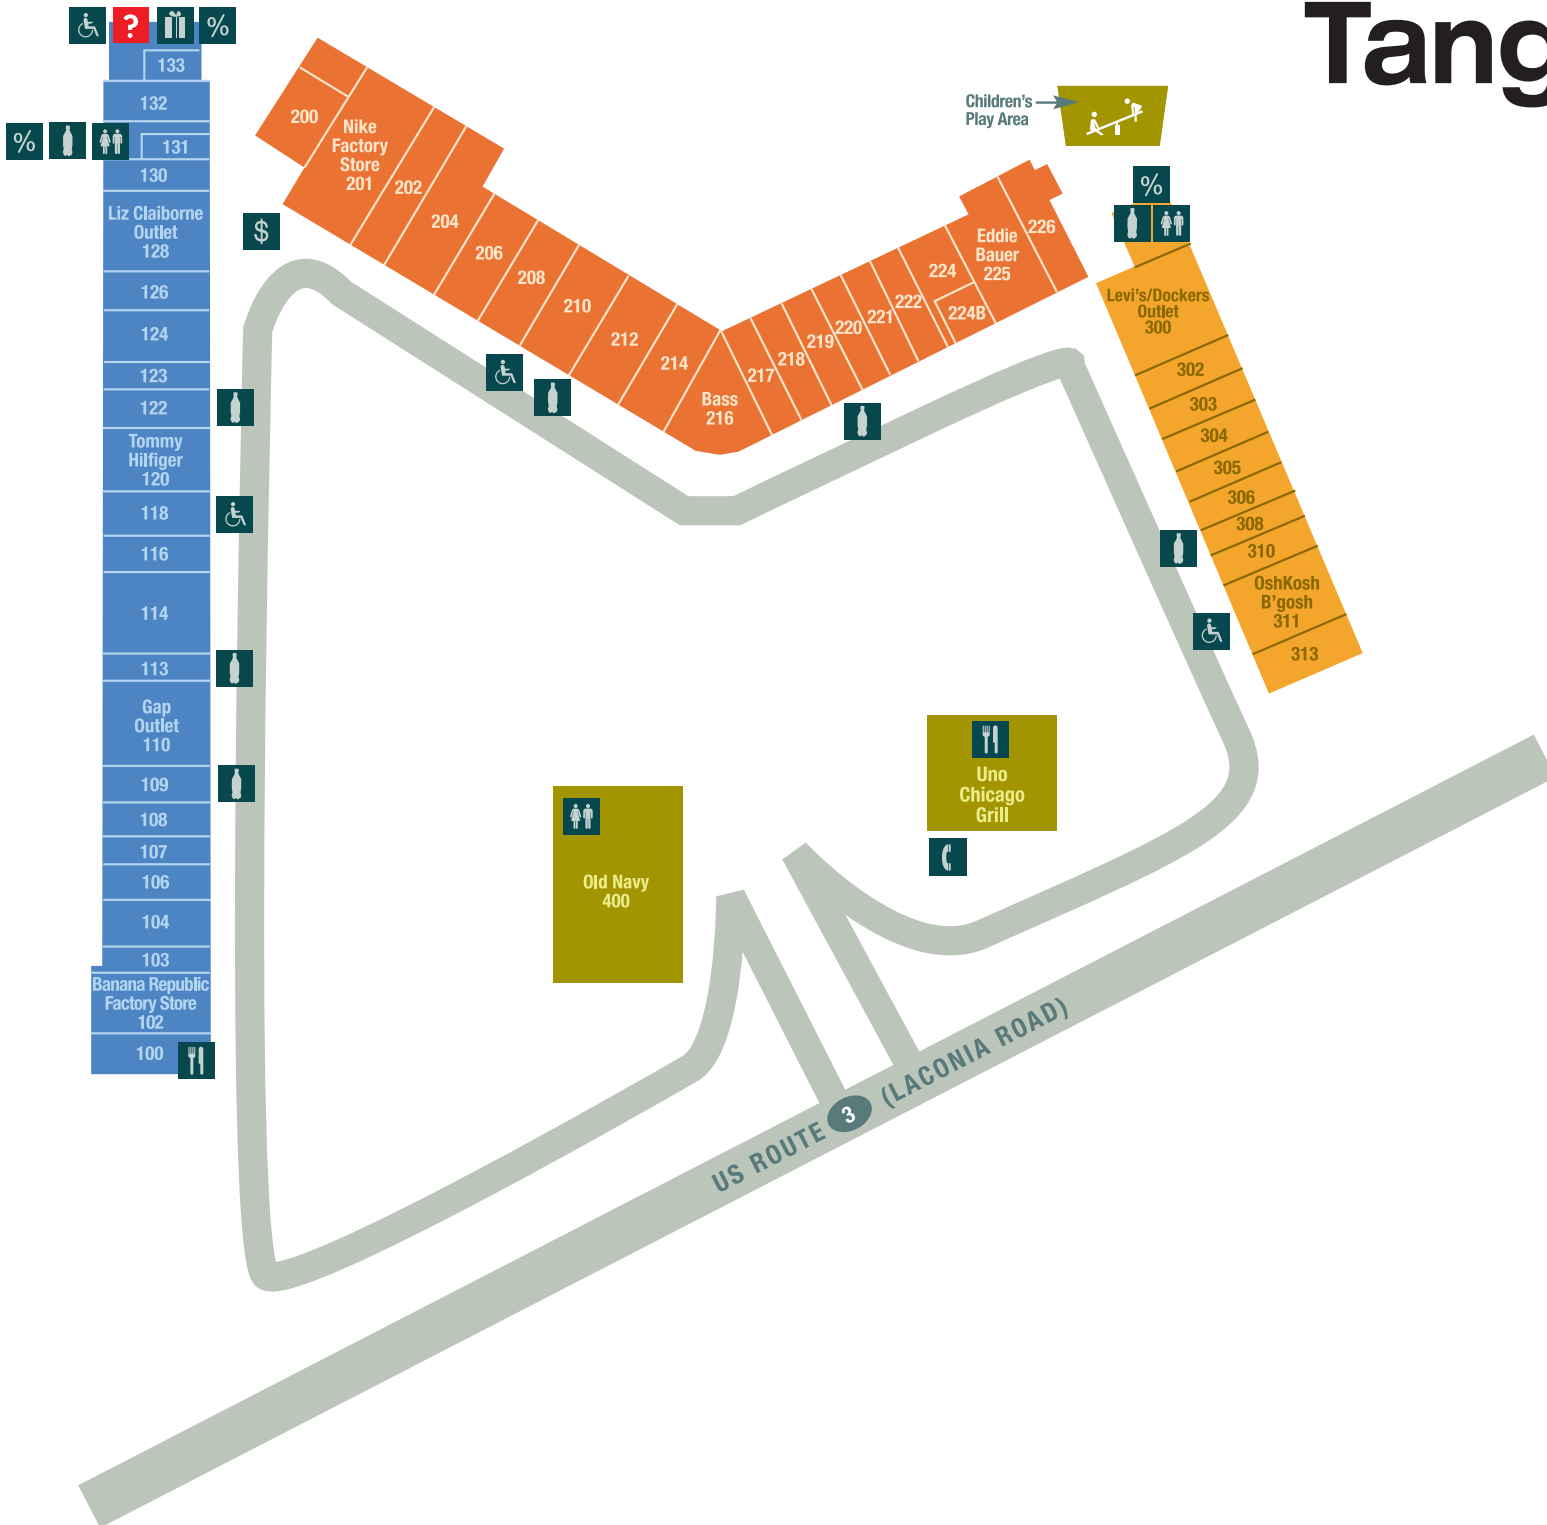 Tang
?
%
133
132
%
131
130
Liz Claiborne
Outlet
128
126
124
123
122
Tommy
Hilfiger
120
118
116
114
113
Gap
Outlet
110
109
108
107
106
104
103
Banana Republic
Factory Store
102
100
$
200
Nike
Factory
Store
201
202
204
206
208
210
212
214
Bass
216
217
218
219
220
221
222
224
224B
Eddie
Bauer
225
226
Children's
Play Area
%
Levi's/Dockers
Outlet
300
302
303
304
305
306
308
310
OshKosh
B'gosh
311
313
Uno
Chicago
Grill
Old Navy
400
US ROUTE 3 (LACONIA ROAD)